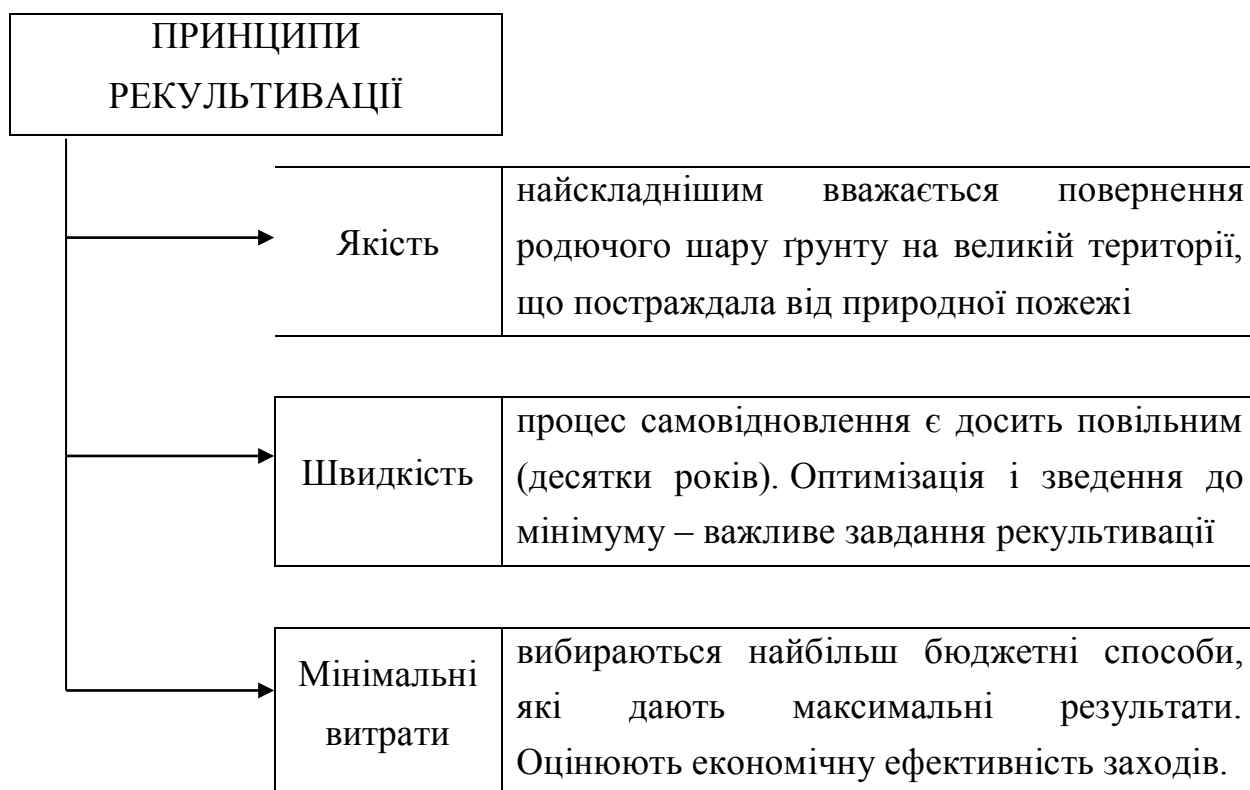 ПРИНЦИПИ
РЕКУЛЬТИВАЦІЇ
Якість
найскладнішим вважається повернення
родючого шару ґрунту на великій території,
що постраждала від природної пожежі
Швидкість
процес самовідновлення є досить повільним
(десятки років). Оптимізація і зведення до
мінімуму – важливе завдання рекультивації
Мінімальні
витрати
вибираються найбільш бюджетні способи,
які дають максимальні результати.
Оцінюють економічну ефективність заходів.